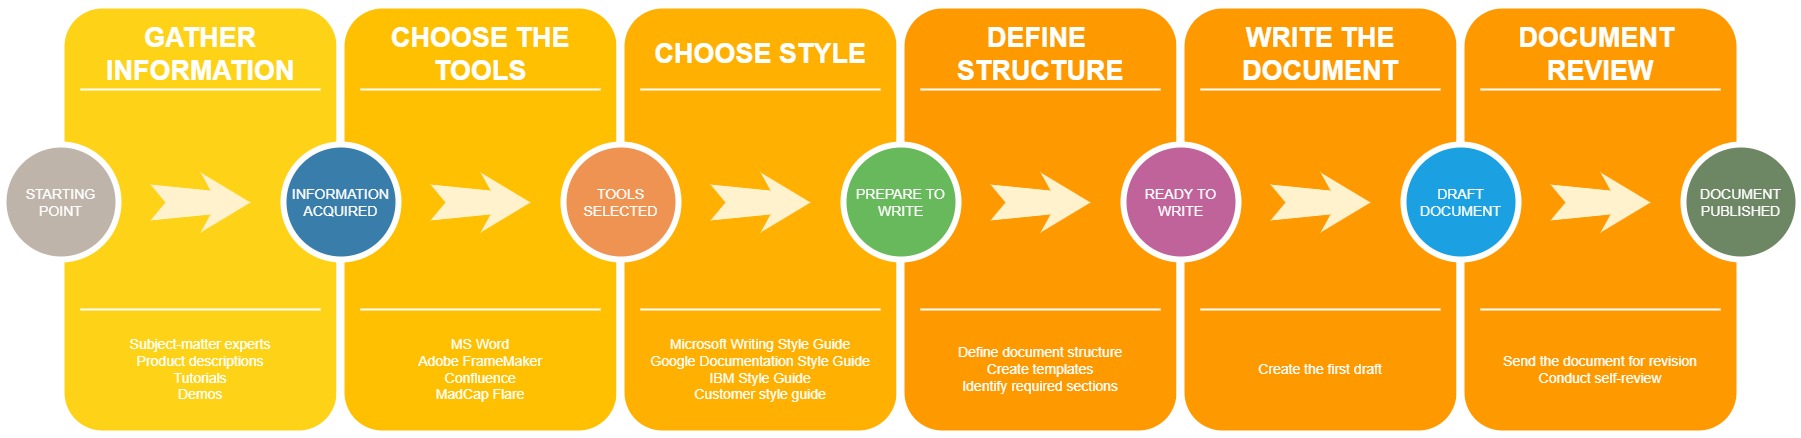 GATHER
INFORMATION
CHOOSE THE
TOOLS
CHOOSE STYLE
DEFINE
STRUCTURE
WRITE THE
DOCUMENT
DOCUMENT
REVIEW
STARTING
POINT
INFORMATION
ACQUIRED
TOOLS
SELECTED
PREPARE TO
WRITE
READY TO
WRITE
DRAFT
DOCUMENT
DOCUMENT
PUBLISHED
Subject-matter experts
Product descriptions
Tutorials
Demos
MS Word
Adobe FrameMaker
Confluence
MadCap Flare
Microsoft Writing Style Guide
Google Documentation Style Guide
IBM Style Guide
Customer style guide
Define document structure
Create templates
Identify required sections
Create the first draft
Send the document for revision
Conduct self-review